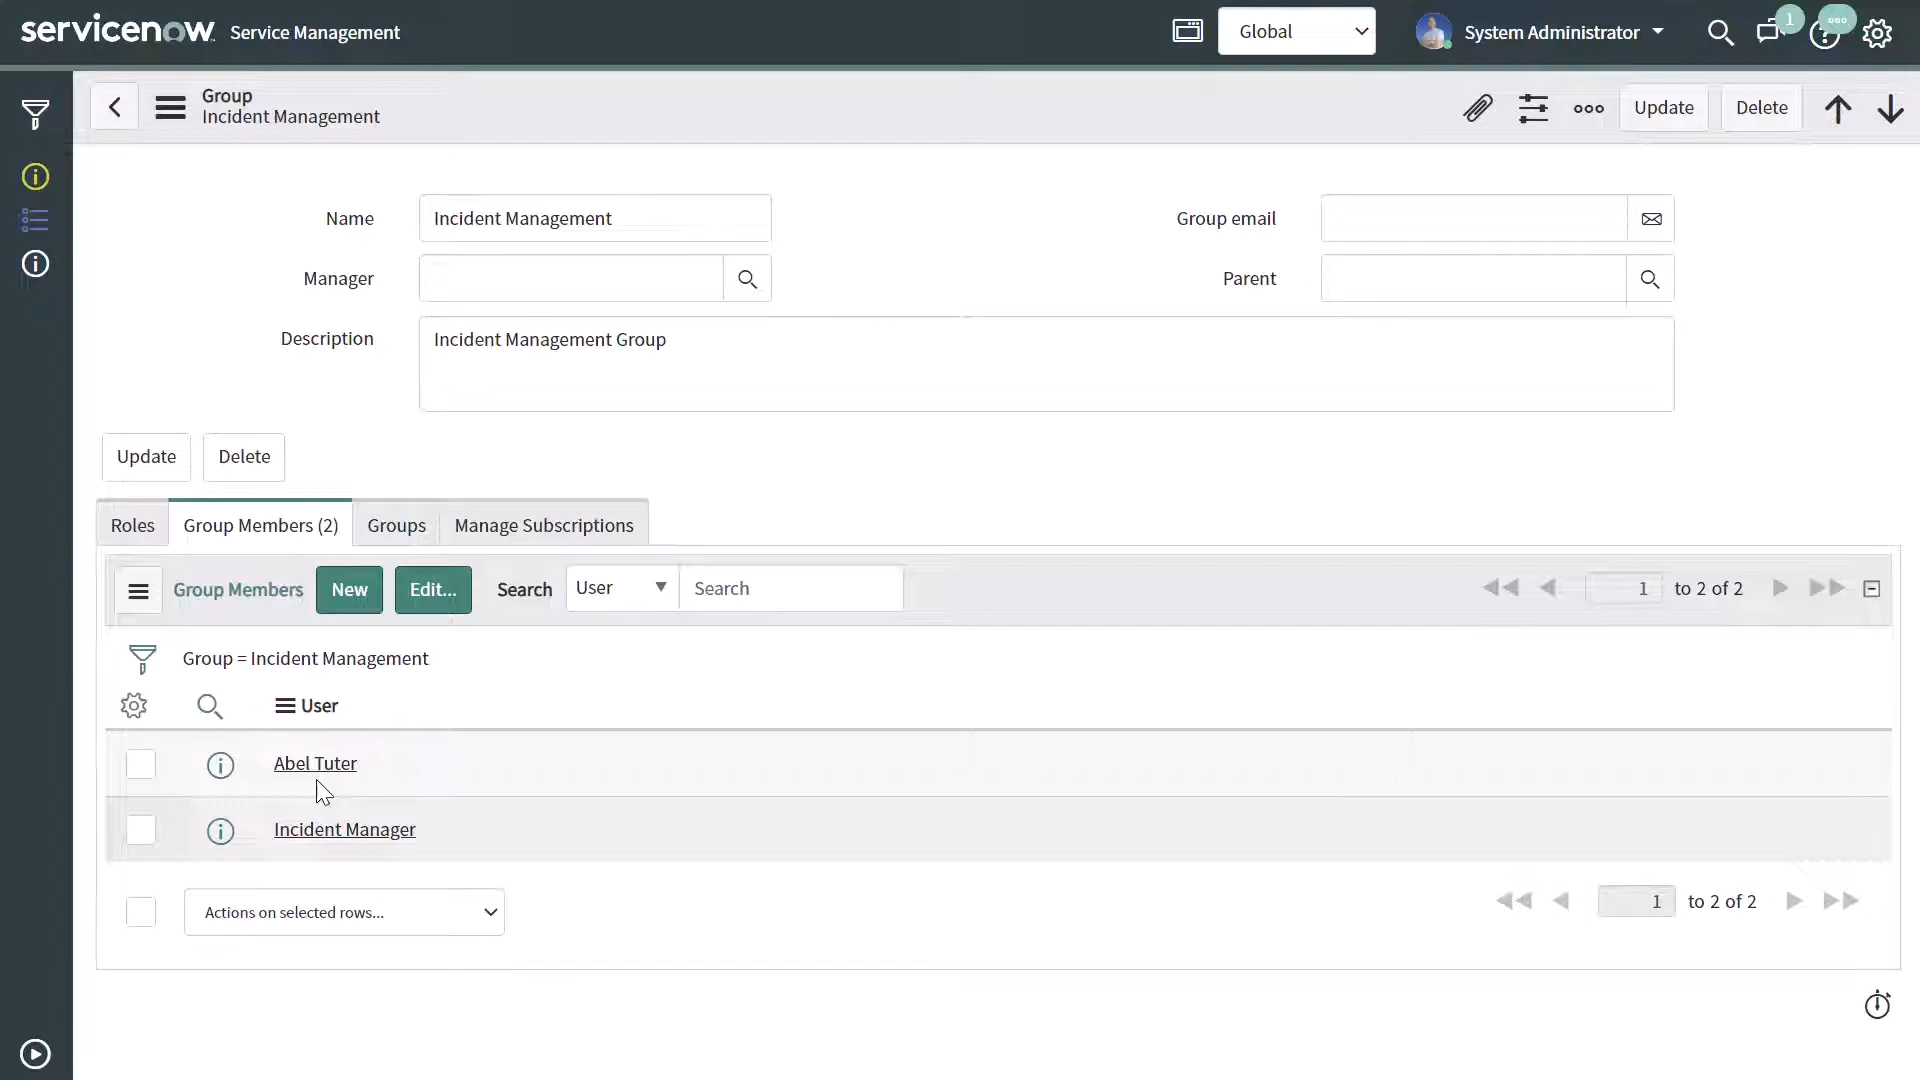 servicenow Service Management
Global
System Administrator
1
Group
Incident Management
Update
Delete
Name
Incident Management
Group email
Manager
Parent
Description
Incident Management Group
Update
Delete
Roles
Group Members (2)
Groups
Manage Subscriptions
Group Members
New
Edit...
Search
User
Search
1 to 2 of 2
Group = Incident Management
User
Abel Tuter
Incident Manager
Actions on selected rows...
1 to 2 of 2